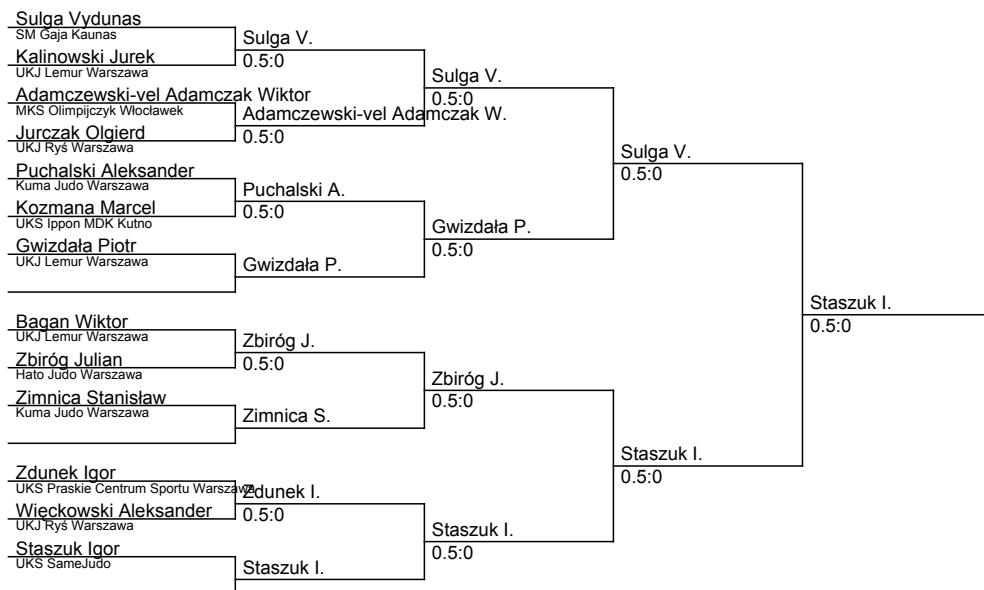 Sulga Vydunas
SM Gaja Kaunas
Kalinowski Jurek
UKJ Lemur Warszawa
Adamczewski-vel Adamczak Wiktor
MKS Olimpijczyk Włocławek
Jurczak Olgierd
UKJ Ryś Warszawa
Puchalski Aleksander
Kuma Judo Warszawa
Kozmana Marcel
UKS Ippon MDK Kutno
Gwizdała Piotr
UKJ Lemur Warszawa
Bagan Wiktor
UKJ Lemur Warszawa
Zbiróg Julian
Hato Judo Warszawa
Zimnica Stanisław
Kuma Judo Warszawa
Zdunek Igor
UKS Praskie Centrum Sportu Warszawa
Więckowski Aleksander
UKJ Ryś Warszawa
Staszuk Igor
UKS SameJudo
Sulga V.
0.5:0
Adamczewski-vel Adamczak W.
0.5:0
Puchalski A.
0.5:0
Gwizdała P.
Zbiróg J.
0.5:0
Zimnica S.
Zdunek I.
0.5:0
Staszuk I.
Sulga V.
0.5:0
Gwizdała P.
0.5:0
Zbiróg J.
0.5:0
Staszuk I.
0.5:0
Sulga V.
0.5:0
Staszuk I.
0.5:0
Staszuk I.
0.5:0